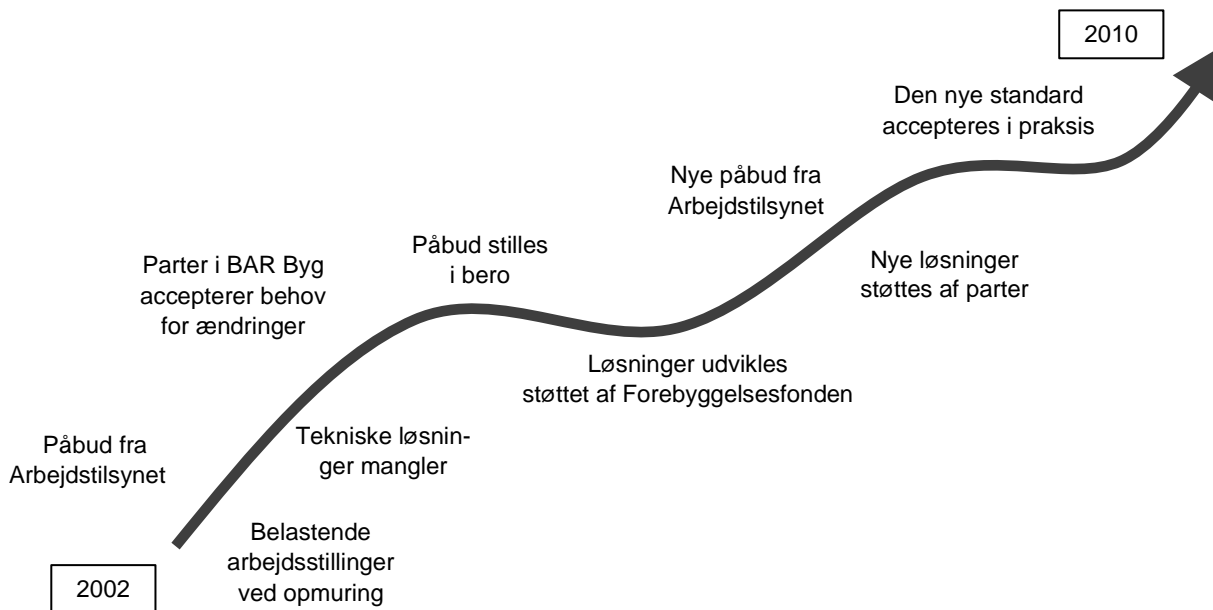 2010
Den nye standard
accepteres i praksis
Nye påbud fra
Arbejdstilsynet
Påbud stilles
i bero
Parter i BAR Byg
accepterer behov
for ændringer
Nye løsninger
støttes af parter
Løsninger udvikles
støttet af Forebyggelsesfonden
Påbud fra
Arbejdstilsynet
Tekniske løsnin-
ger mangler
Belastende
arbejdsstillinger
ved opmuring
2002